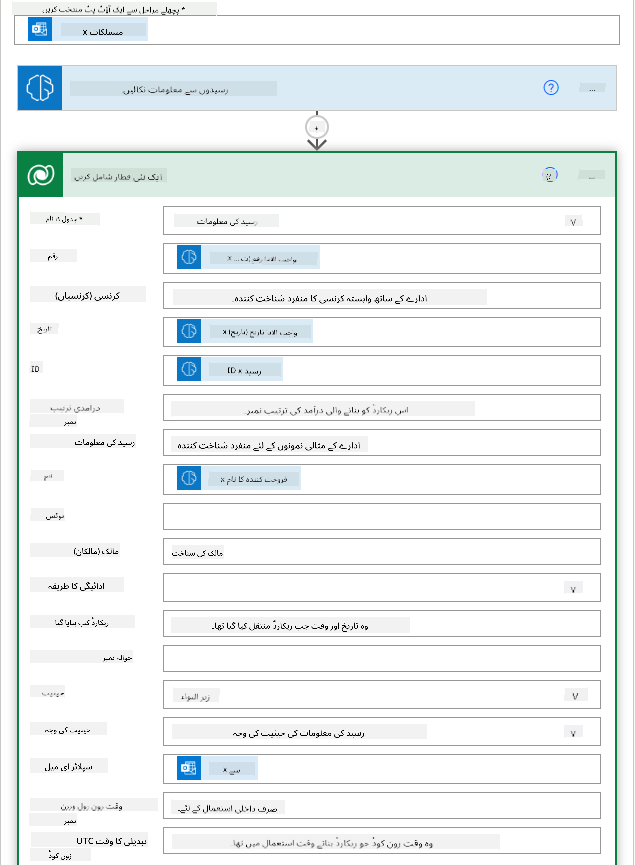 * پچھلے مراحل سے ایک آؤٹ پٹ منتخب کریں
منسلکات x
رسیدوں سے معلومات نکالیں
...
ایک نئی قطار شامل کریں
...
* جدول کا نام
رسید کی معلومات
رقم
کرنسی (کرنسیاں)
ادارے کے ساتھ وابستہ کرنسی کا منفرد شناخت کنندہ.
تاریخ
واجب الادا تاریخ (تاریخ) x
ID
رسید ID x
درآمدی ترتیب
نمبر
اس ریکارڈ کو بنانے والی درآمد کی ترتیب نمبر.
رسید کی معلومات
ادارے کے مثالی نمونوں کے لئے منفرد شناخت کنندہ
نام
فروخت کنندہ کا نام x
نوٹس
مالک (مالکان)
مالک کی شناخت
ادائیگی کا طریقہ
ریکارڈ کب بنایا گیا
وہ تاریخ اور وقت جب ریکارڈ منتقل کیا گیا تھا۔
حوالہ نمبر
حیثیت
زیر التواء
حیثیت کی وجہ
رسید کی معلومات کی حیثیت کی وجہ
سپلائر ای میل
سے x
وقت زون رول ورژن
نمبر
صرف داخلی استعمال کے لئے۔
تبدیلی کا وقت UTC
زون کوڈ
وہ وقت زون کوڈ جو ریکارڈ بناتے وقت استعمال میں تھا۔